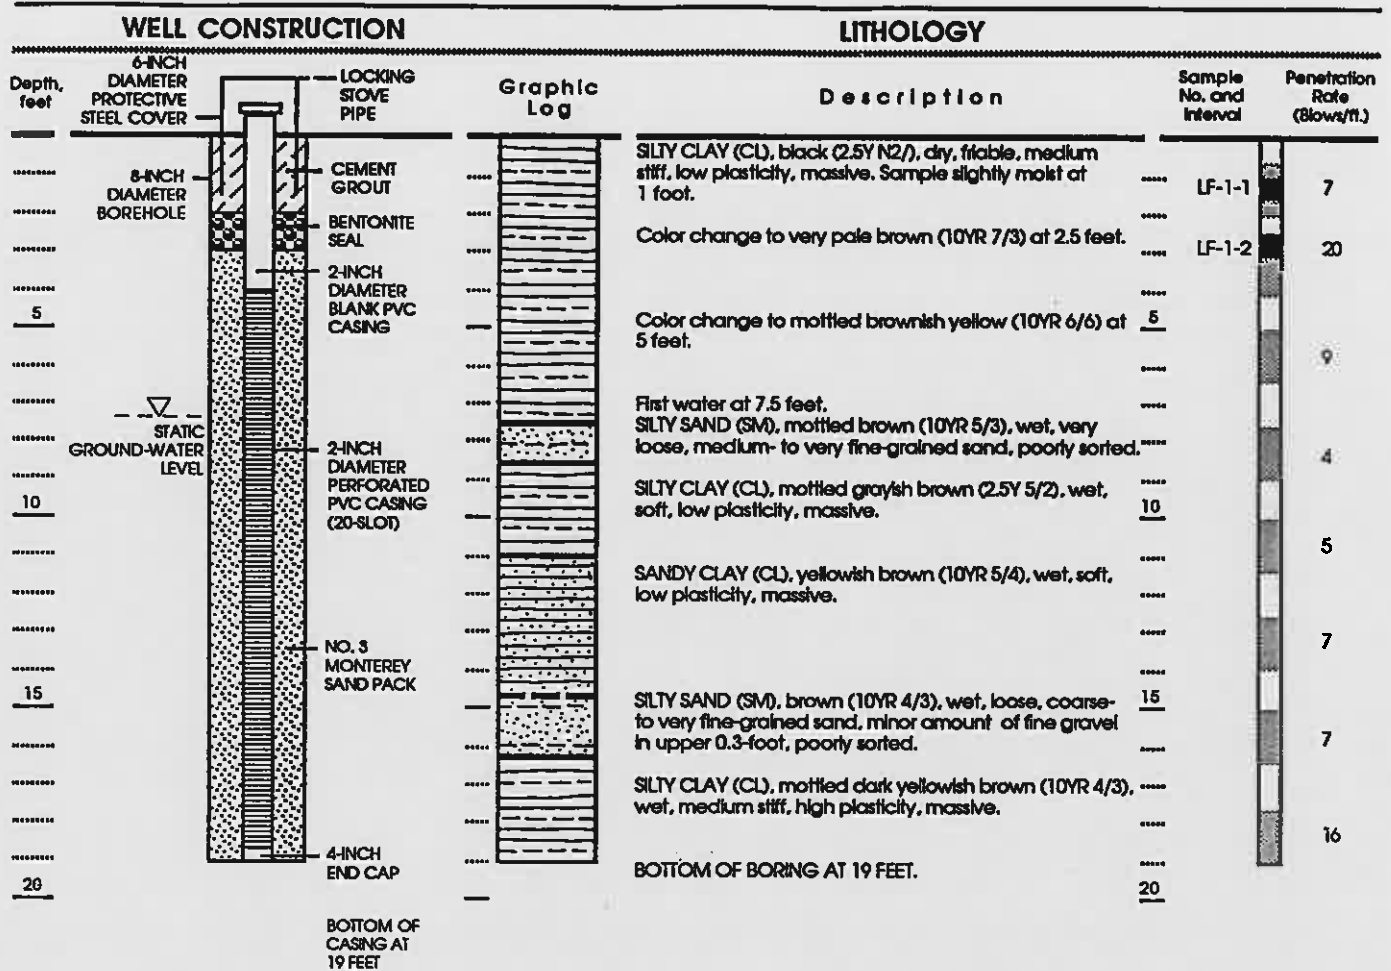 WELL CONSTRUCTION
LITHOLOGY
Depth,
feet
6-INCH
DIAMETER
PROTECTIVE
STEEL COVER
LOCKING
STOVE
PIPE
Graphic
Log
Description
Sample
No. and
Interval
Penetration
Rate
(Blows/ft.)
8-INCH
DIAMETER
BOREHOLE
CEMENT
GROUT
BENTONITE
SEAL
2-INCH
DIAMETER
BLANK PVC
CASING
5
STATIC
GROUND-WATER
LEVEL
2-INCH
DIAMETER
PERFORATED
PVC CASING
(20-SLOT)
10
NO. 3
MONTEREY
SAND PACK
15
4-INCH
END CAP
20
BOTTOM OF
CASING AT
19 FEET
SILTY CLAY (CL), black (2.5Y N2/), dry, friable, medium
stiff, low plasticity, massive. Sample slightly moist at
1 foot.
Color change to very pale brown (10YR 7/3) at 2.5 feet.
Color change to mottled brownish yellow (10YR 6/6) at
5 feet.
First water at 7.5 feet.
SILTY SAND (SM), mottled brown (10YR 5/3), wet, very
loose, medium- to very fine-grained sand, poorly sorted.
SILTY CLAY (CL), mottled grayish brown (2.5Y 5/2), wet,
soft, low plasticity, massive.
SANDY CLAY (CL), yellowish brown (10YR 5/4), wet, soft,
low plasticity, massive.
SILTY SAND (SM), brown (10YR 4/3), wet, loose, coarse-
to very fine-grained sand, minor amount of fine gravel
in upper 0.3-foot, poorly sorted.
SILTY CLAY (CL), mottled dark yellowish brown (10YR 4/3),
wet, medium stiff, high plasticity, massive.
BOTTOM OF BORING AT 19 FEET.
5
10
15
20
LF-1-1
LF-1-2
7
20
9
4
5
7
7
16